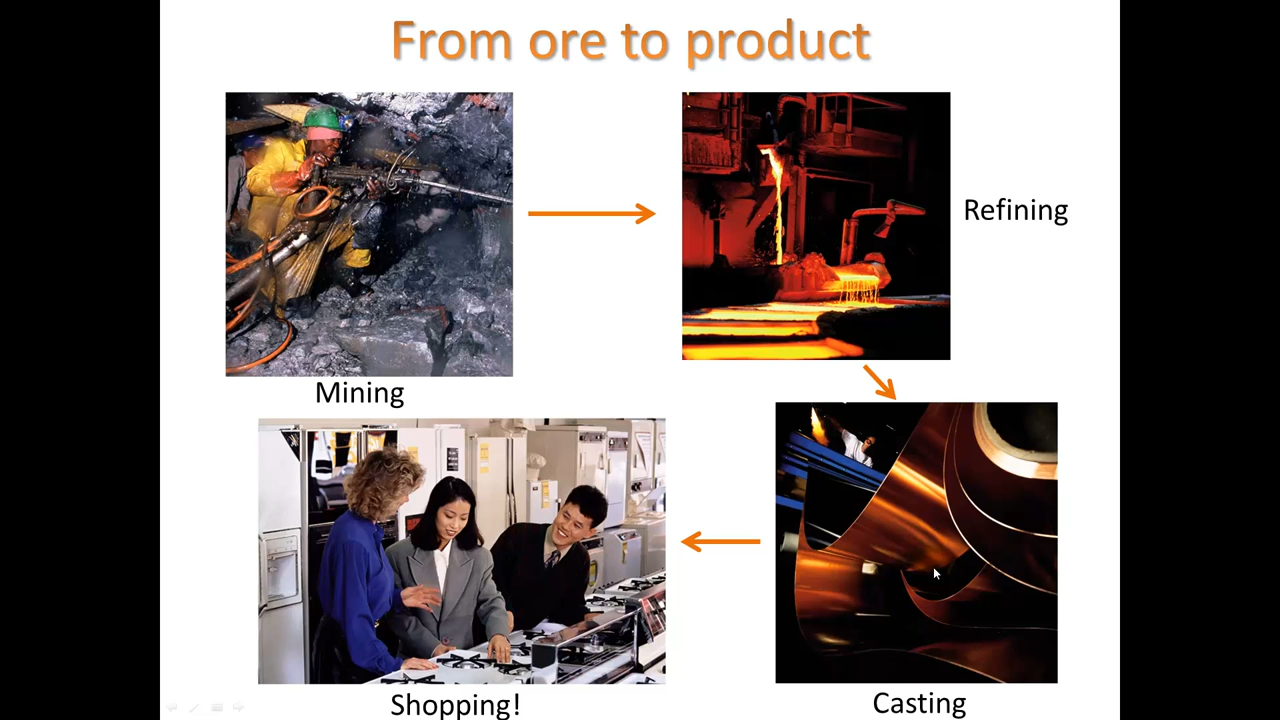 From ore to product
Refining
Mining
Shopping!
Casting